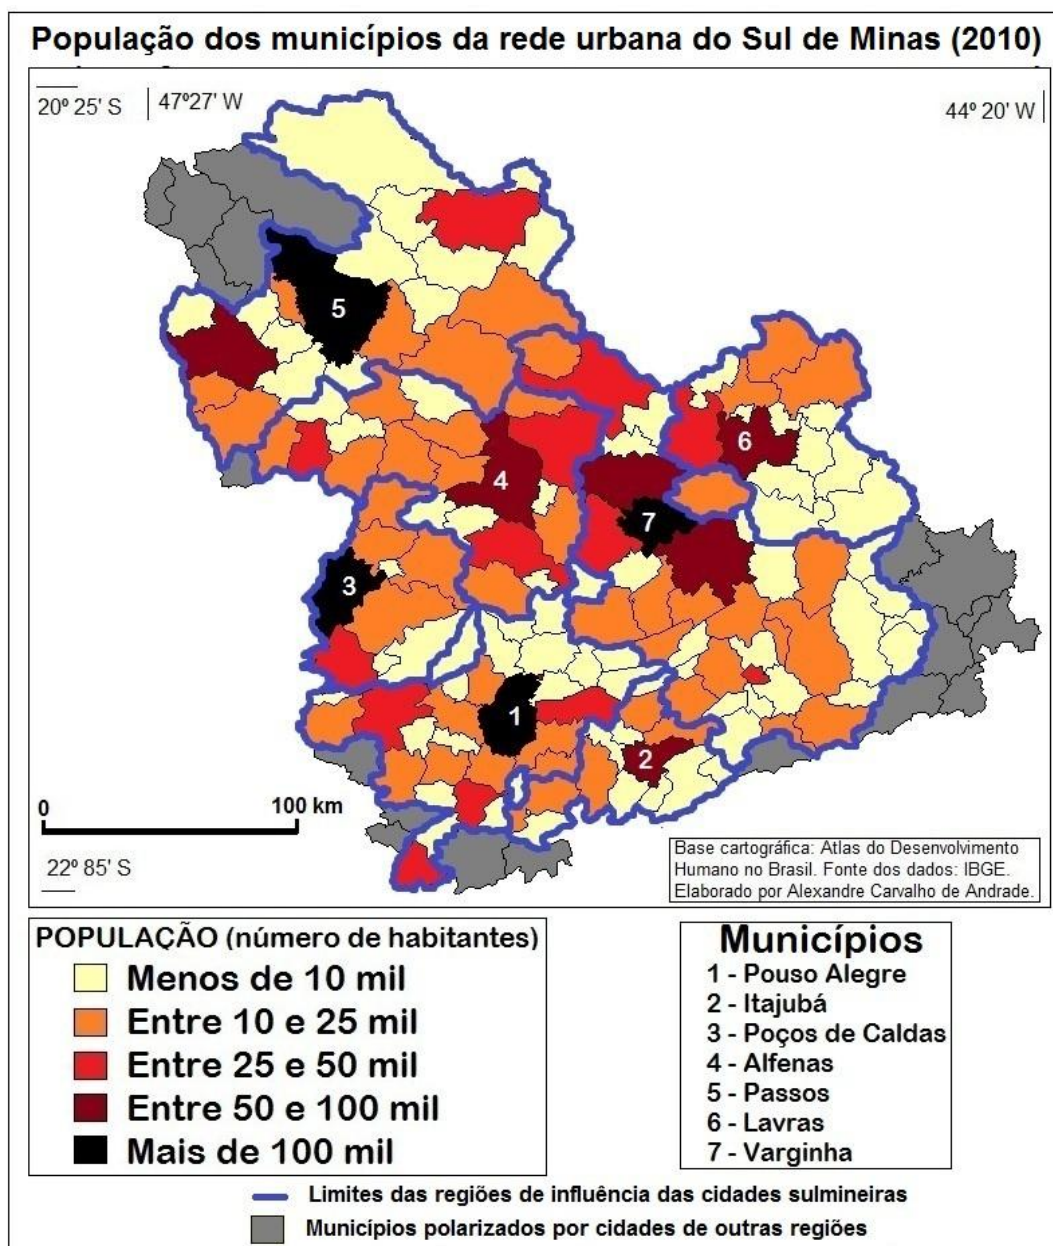 População dos municípios da rede urbana do Sul de Minas (2010)
20º 25' S
47º27' W
44º 20' W
5
6
4
7
3
1
2
0
100 km
22º 85' S
Base cartográfica: Atlas do Desenvolvimento
Humano no Brasil. Fonte dos dados: IBGE.
Elaborado por Alexandre Carvalho de Andrade.
POPULAÇÃO (número de habitantes)
Menos de 10 mil
Entre 10 e 25 mil
Entre 25 e 50 mil
Entre 50 e 100 mil
Mais de 100 mil
Municípios
1 - Pouso Alegre
2 - Itajubá
3 - Poços de Caldas
4 - Alfenas
5 - Passos
6 - Lavras
7 - Varginha
Limites das regiões de influência das cidades sulmineiras
Municípios polarizados por cidades de outras regiões